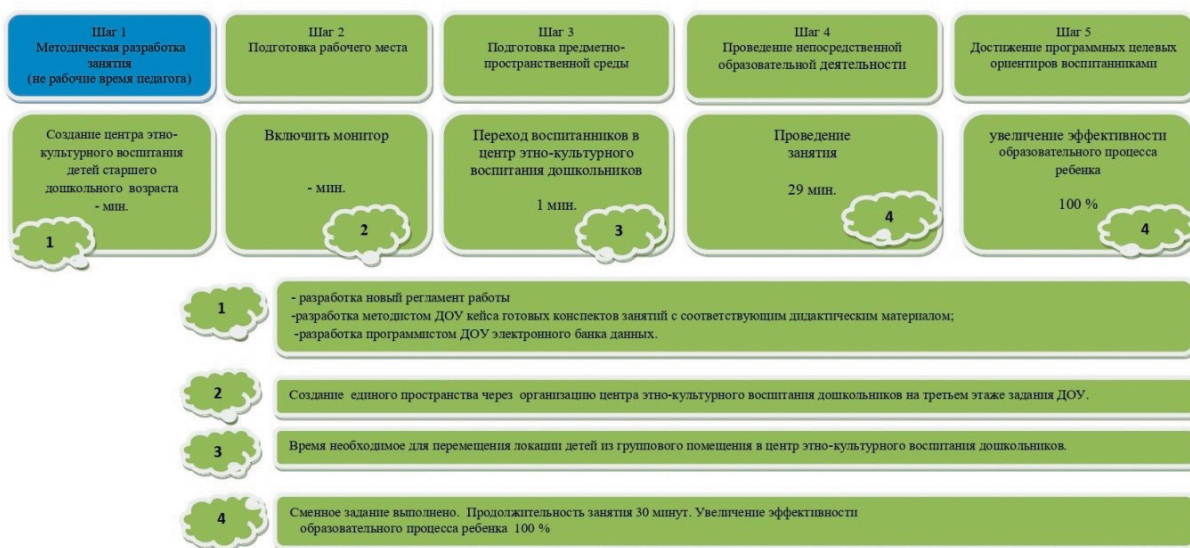 Шаг 1
Методическая разработка
занятия
(не рабочие время педагога)
Шаг 2
Подготовка рабочего места
Шаг 3
Подготовка предметно-
пространственной среды
Шаг 4
Проведение непосредственной
образовательной деятельности
Шаг 5
Достижение программных целевых
ориентиров воспитанниками
Создание центра этно-
культурного воспитания
детей старшего
дошкольного возраста
- мин.
1
Включить монитор
- мин.
2
Переход воспитанников в
центр этно-культурного
воспитания дошкольников
1 мин.
3
Проведение
занятия
29 мин.
4
увеличение эффективности
образовательного процесса
ребенка
100 %
4
1
- разработка новый регламент работы
-разработка методистом ДОУ кейса готовых конспектов занятий с соответствующим дидактическим материалом;
-разработка программистом ДОУ электронного банка данных.
2
Создание единого пространства через организацию центра этно-культурного воспитания дошкольников на третьем этаже задания ДОУ.
3
Время необходимое для перемещения локации детей из группового помещения в центр этно-культурного воспитания дошкольников.
4
Сменное задание выполнено. Продолжительность занятия 30 минут. Увеличение эффективности
образовательного процесса ребенка 100 %